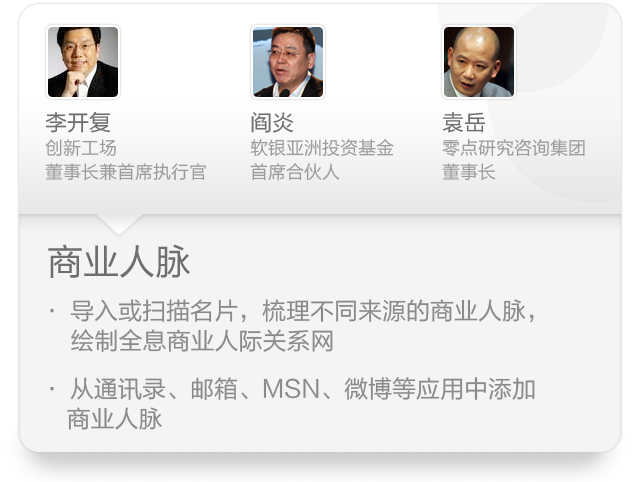 李开复 阎炎 袁岳
创新工场 软银亚洲投资基金 零点研究咨询集团
董事长兼首席执行官 首席合伙人 董事长
商业人脉
· 导入或扫描名片，梳理不同来源的商业人脉，
绘制全息商业人际关系网
· 从通讯录、邮箱、MSN、微博等应用中添加
商业人脉